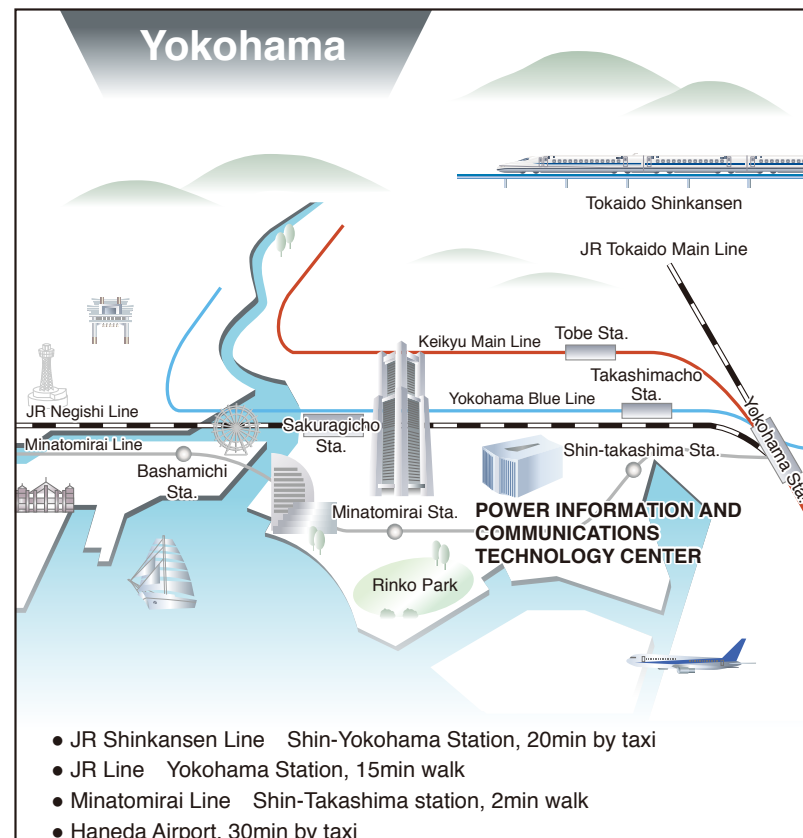 Yokohama
Tokaido Shinkansen
JR Tokaido Main Line
Keikyu Main Line
Tobe Sta.
Takashimacho
Sta.
Yokohama Blue Line
Yokohama Sta.
JR Negishi Line
Sakuragicho
Sta.
Minatomirai Line
Bashamichi
Sta.
Shin-takashima Sta.
Minatomirai Sta.
POWER INFORMATION AND
COMMUNICATIONS
TECHNOLOGY CENTER
Rinko Park
● JR Shinkansen Line Shin-Yokohama Station, 20min by taxi
● JR Line Yokohama Station, 15min walk
● Minatomirai Line Shin-Takashima station, 2min walk
● Haneda Airport, 30min by taxi